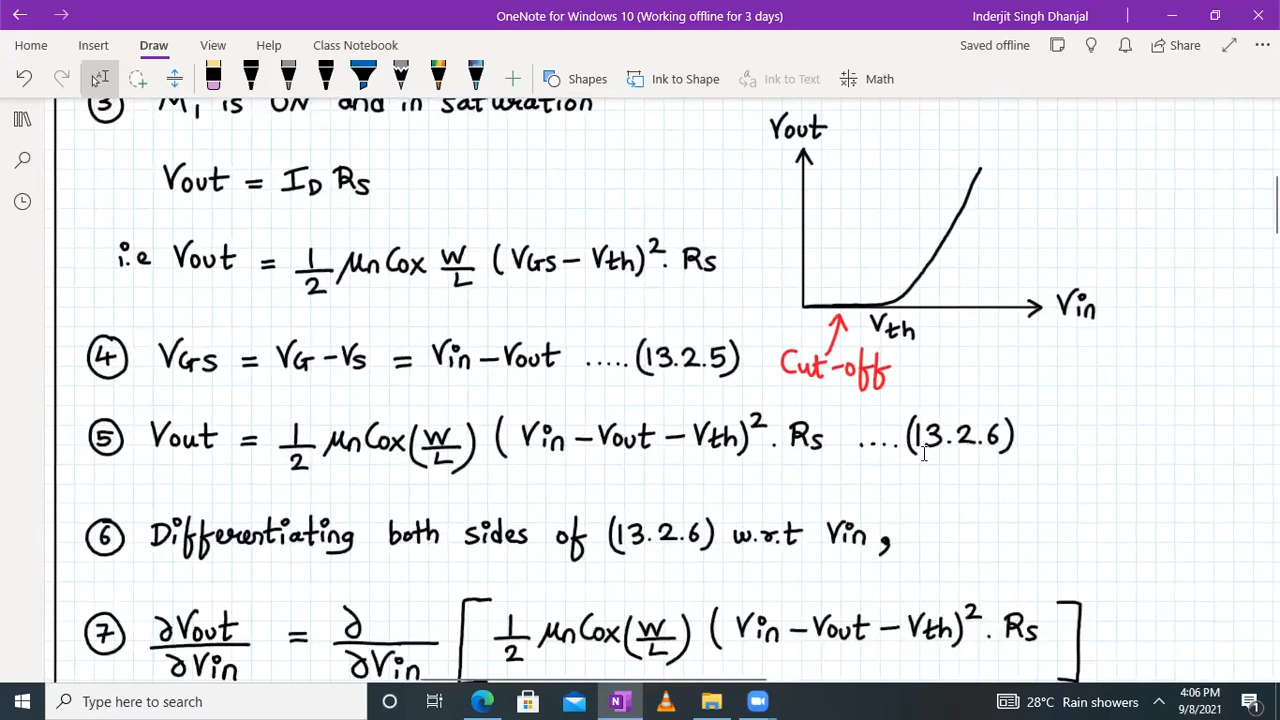 OneNote for Windows 10 (Working offline for 3 days)
Inderjit Singh Dhanjal
Home Insert Draw View Help Class Notebook
Saved offline
Share
Shapes Ink to Shape Ink to Text Math
③ M₁ is ON and in saturation
Vout = I_D Rs
i.e Vout = 1/2 μnCox W/L (VGS – Vth)². Rs
Vout
Vin
Vth
Cut-off
④ VGS = VG – Vs = Vin – Vout .....(13.2.5)
⑤ Vout = 1/2 μnCox(W/L) (Vin – Vout – Vth)². Rs ....(13.2.6)
⑥ Differentiating both sides of (13.2.6) w.r.t Vin,
⑦ ∂Vout/∂Vin = ∂/∂Vin [1/2 μnCox(W/L) (Vin – Vout – Vth)². Rs]
Type here to search
28°C Rain showers
4:06 PM
9/8/2021